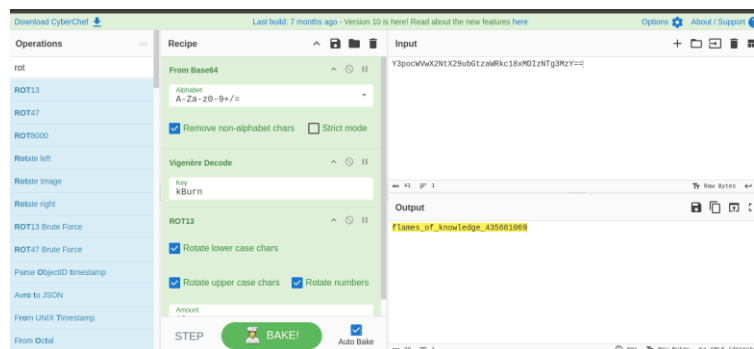 Download CyberChef
Last build: 7 months ago - Version 10 is here! Read about the new features here
Options
About / Support
Operations
rot
ROT13
ROT47
ROT8000
Rotate left
Rotate Image
Rotate right
ROT13 Brute Force
ROT47 Brute Force
Parse ObjectID timestamp
Avro to JSON
From UNIX Timestamp
From Octal
Recipe
From Base64
Alphabet
A-Za-z0-9+/=
Remove non-alphabet chars
Strict mode
Vigenère Decode
Key
kBurn
ROT13
Rotate lower case chars
Rotate upper case chars
Rotate numbers
Amount
STEP
BAKE!
Auto Bake
Input
Y3pocWVwX2NtX29ubGtzaWRkc18xMDIzNTg3MzY==
41
1
Raw Bytes
Output
flames_of_knowledge_435681069